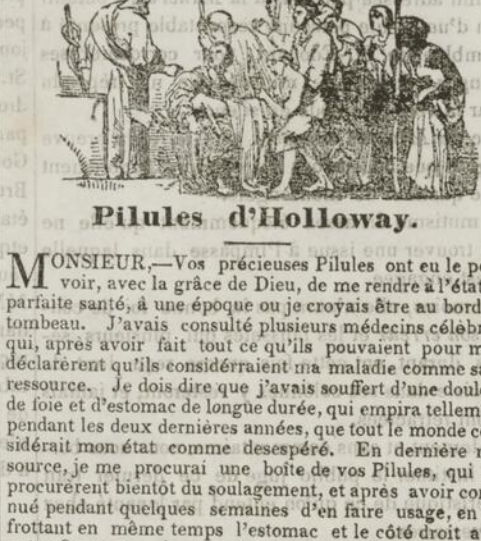 Pilules d'Holloway.
MONSIEUR,—Vos précieuses Pilules ont eu le po
voir, avec la grâce de Dieu, de me rendre à l'état
parfaite santé, à une époque ou je croyais être au bord
tombeau. J'avais consulté plusieurs médecins célèbr
qui, après avoir fait tout ce qu'ils pouvaient pour m
déclarèrent qu'ils considérraient ma maladie comme sa
ressource. Je dois dire que j'avais souffert d'une doule
de foie et d'estomac de longue durée, qui empira tellem
pendant les deux dernières années, que tout le monde c
sidérait mon état comme desespéré. En dernière r
source, je me procurai une boîte de vos Pilules, qui
procurèrent bientôt du soulagement, et après avoir con
nué pendant quelques semaines d'en faire usage, en
frottant en même temps l'estomac et le côté droit a